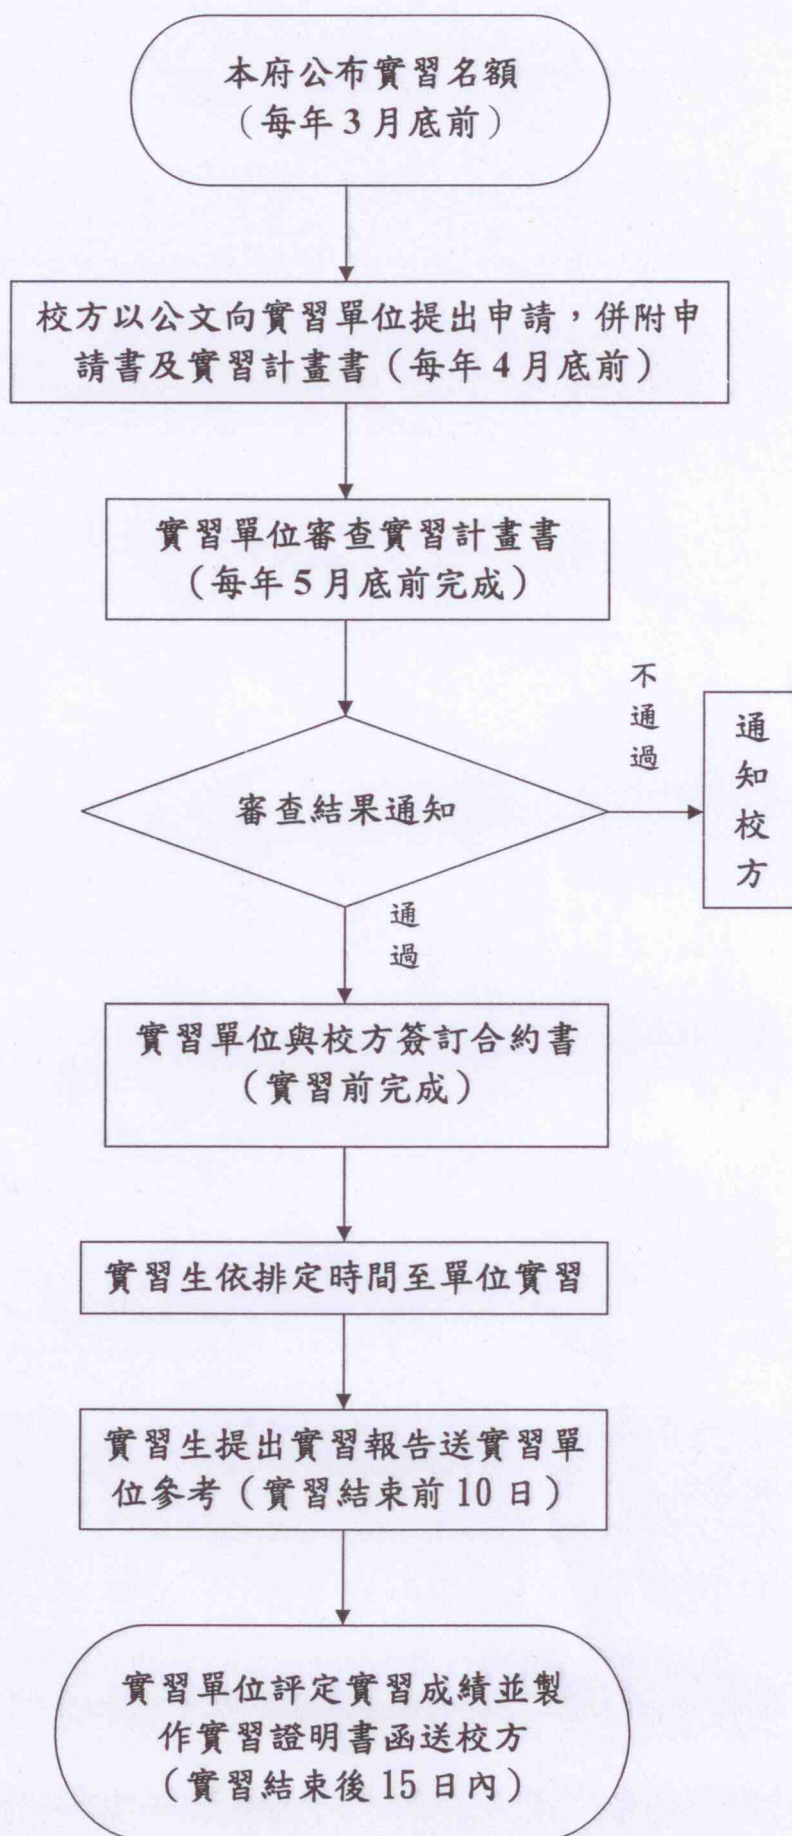 本府公布實習名額
(每年3月底前)
校方以公文向實習單位提出申請,併附申
請書及實習計畫書(每年4月底前)
實習單位審查實習計畫書
(每年5月底前完成)
審查結果通知
不通過
通知校方
通過
實習單位與校方簽訂合約書
(實習前完成)
實習生依排定時間至單位實習
實習生提出實習報告送實習單
位參考(實習結束前10日)
實習單位評定實習成績並製
作實習證明書函送校方
(實習結束後15日內)